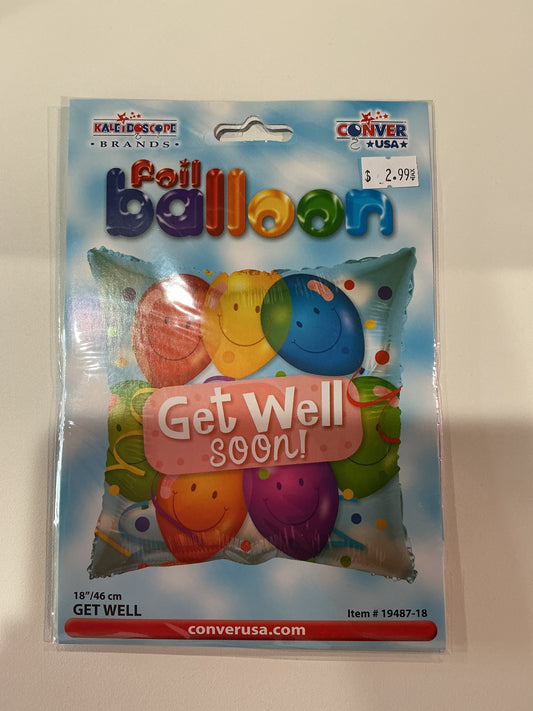 KALEIDOSCOPE
• BRANDS •
CONVER
USA
foil
balloon
$ 2.99
Get Well
soon!
18"/46 cm
GET WELL
Item # 19487-18
converusa.com